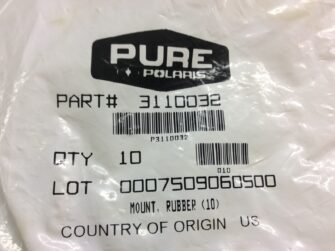 PURE
POLARIS
PART# 3110032
P3110032
QTY 10
010
LOT 0007509060500
MOUNT, RUBBER (10)
COUNTRY OF ORIGIN US